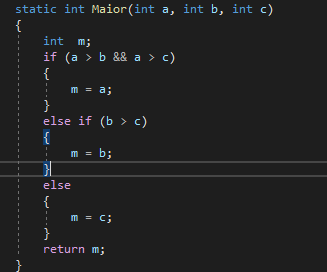 static int Maior(int a, int b, int c)
{
    int  m;
    if (a > b && a > c)
    {
        m = a;
    }
    else if (b > c)
    {
        m = b;
    }
    else
    {
        m = c;
    }
    return m;
}